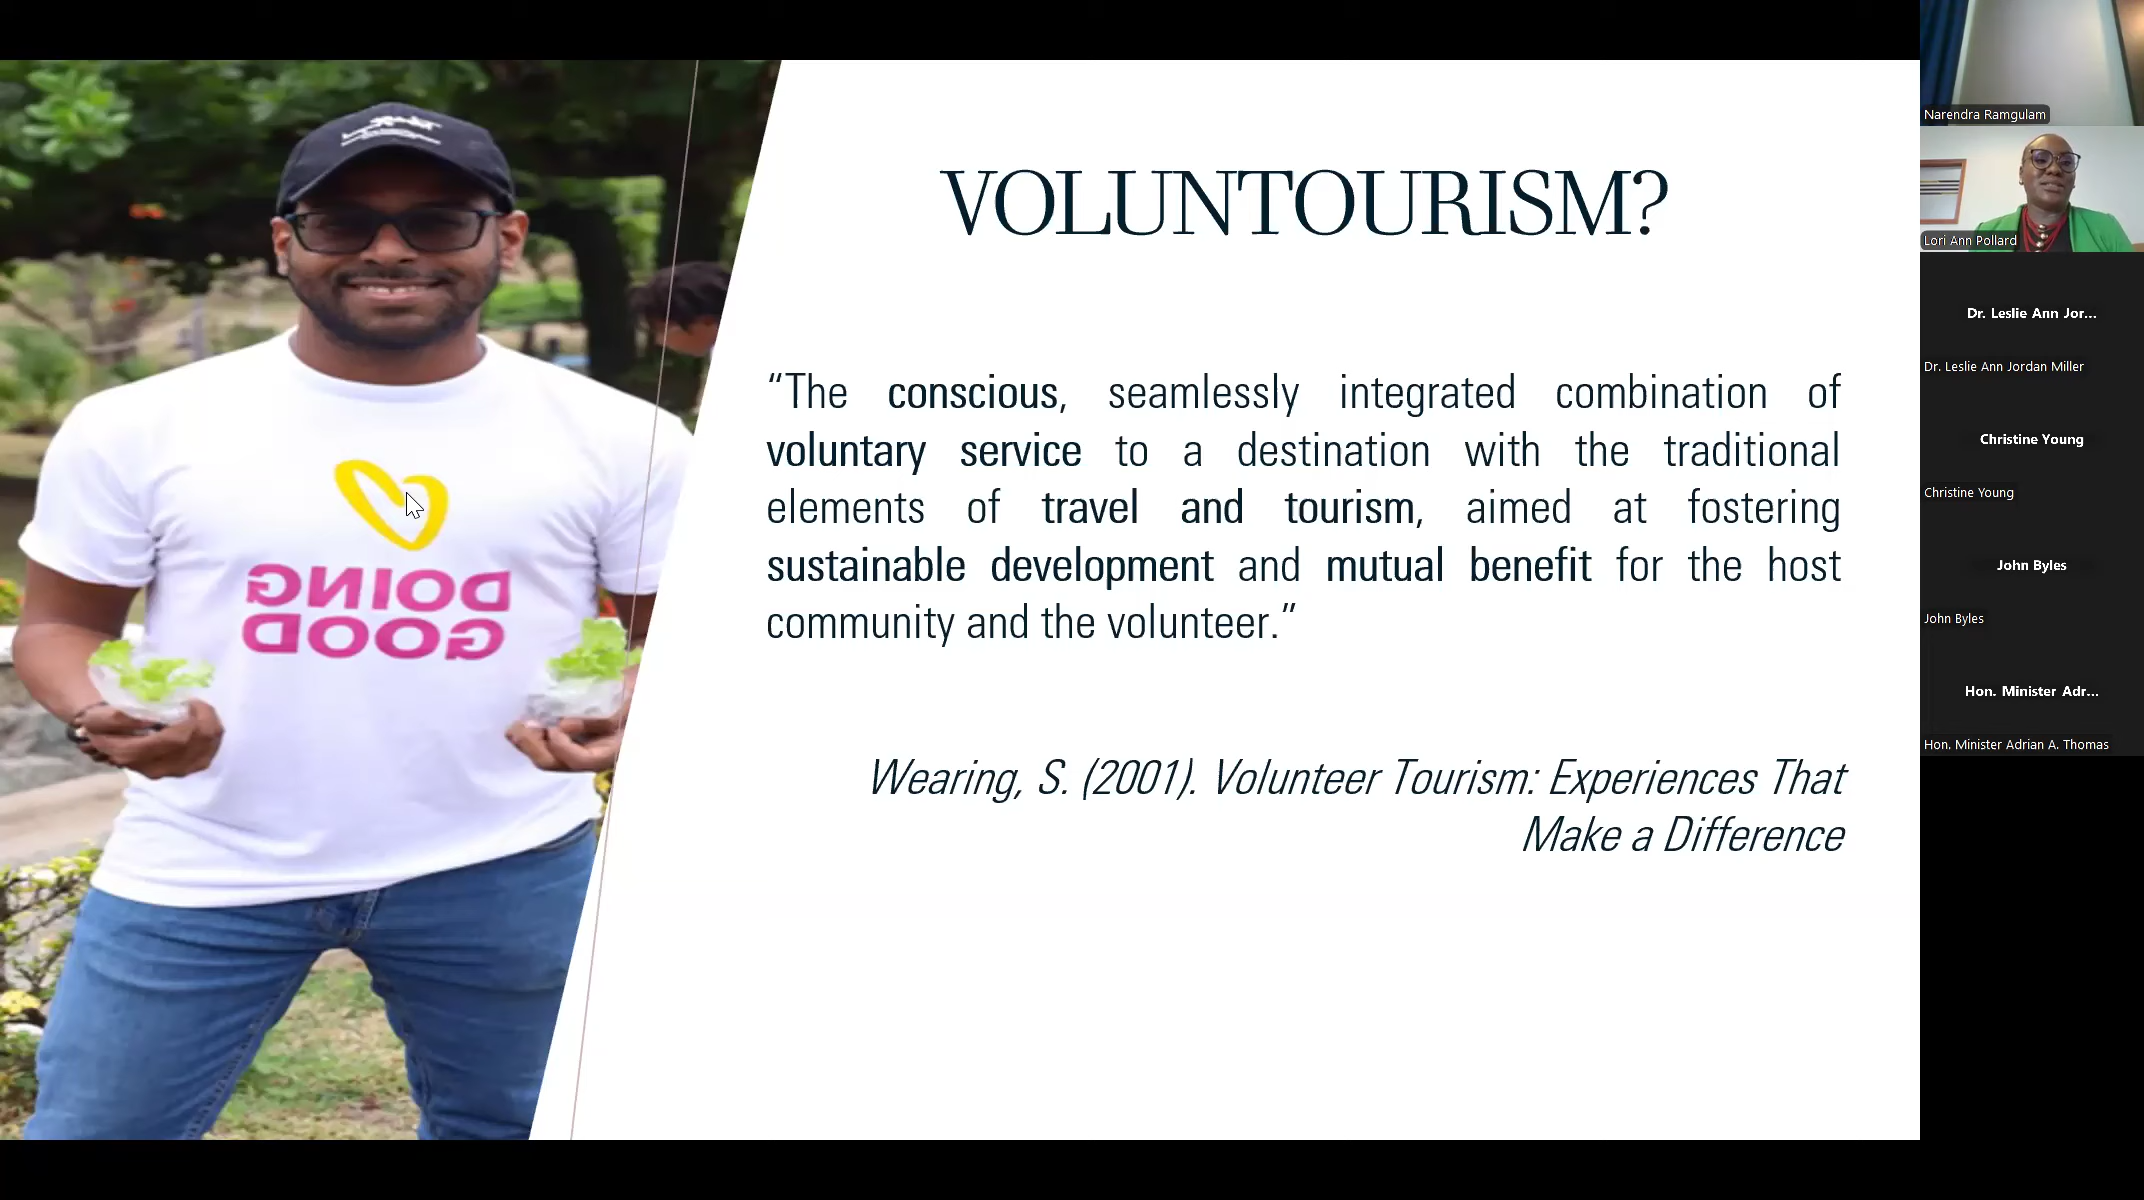 VOLUNTOURISM?
“The conscious, seamlessly integrated combination of
voluntary service to a destination with the traditional
elements of travel and tourism, aimed at fostering
sustainable development and mutual benefit for the host
community and the volunteer.”
Wearing, S. (2001). Volunteer Tourism: Experiences That
Make a Difference
DOING
GOOD
Narendra Ramgulam
Lori Ann Pollard
Dr. Leslie Ann Jor...
Dr. Leslie Ann Jordan Miller
Christine Young
Christine Young
John Byles
John Byles
Hon. Minister Adr...
Hon. Minister Adrian A. Thomas